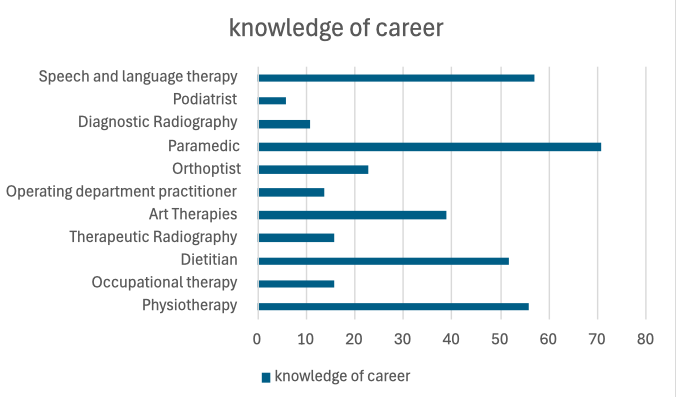 knowledge of career
Speech and language therapy
Podiatrist
Diagnostic Radiography
Paramedic
Orthoptist
Operating department practitioner
Art Therapies
Therapeutic Radiography
Dietitian
Occupational therapy
Physiotherapy
0 10 20 30 40 50 60 70 80
knowledge of career